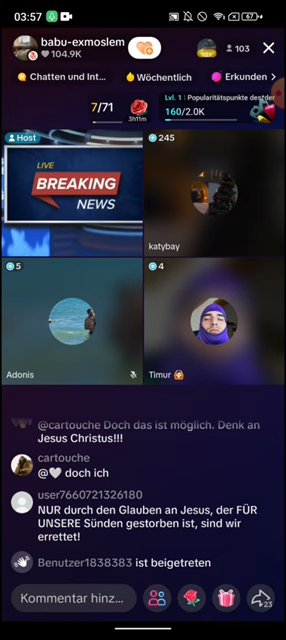 03:57
67
babu-exmoslem
104.9K
103
Chatten und Int...
Wöchentlich
Erkunden
7/71
3h11m
Lvl. 1 | Popularitätspunkte
160/2.0K
Host
245
LIVE
BREAKING
NEWS
katybay
5
4
Adonis
Timur
@cartouche Doch das ist möglich. Denk an
Jesus Christus!!!
cartouche
@🤍 doch ich
user7660721326180
NUR durch den Glauben an Jesus, der FÜR
UNSERE Sünden gestorben ist, sind wir
errettet!
Benutzer1838383 ist beigetreten
Kommentar hinz...
23